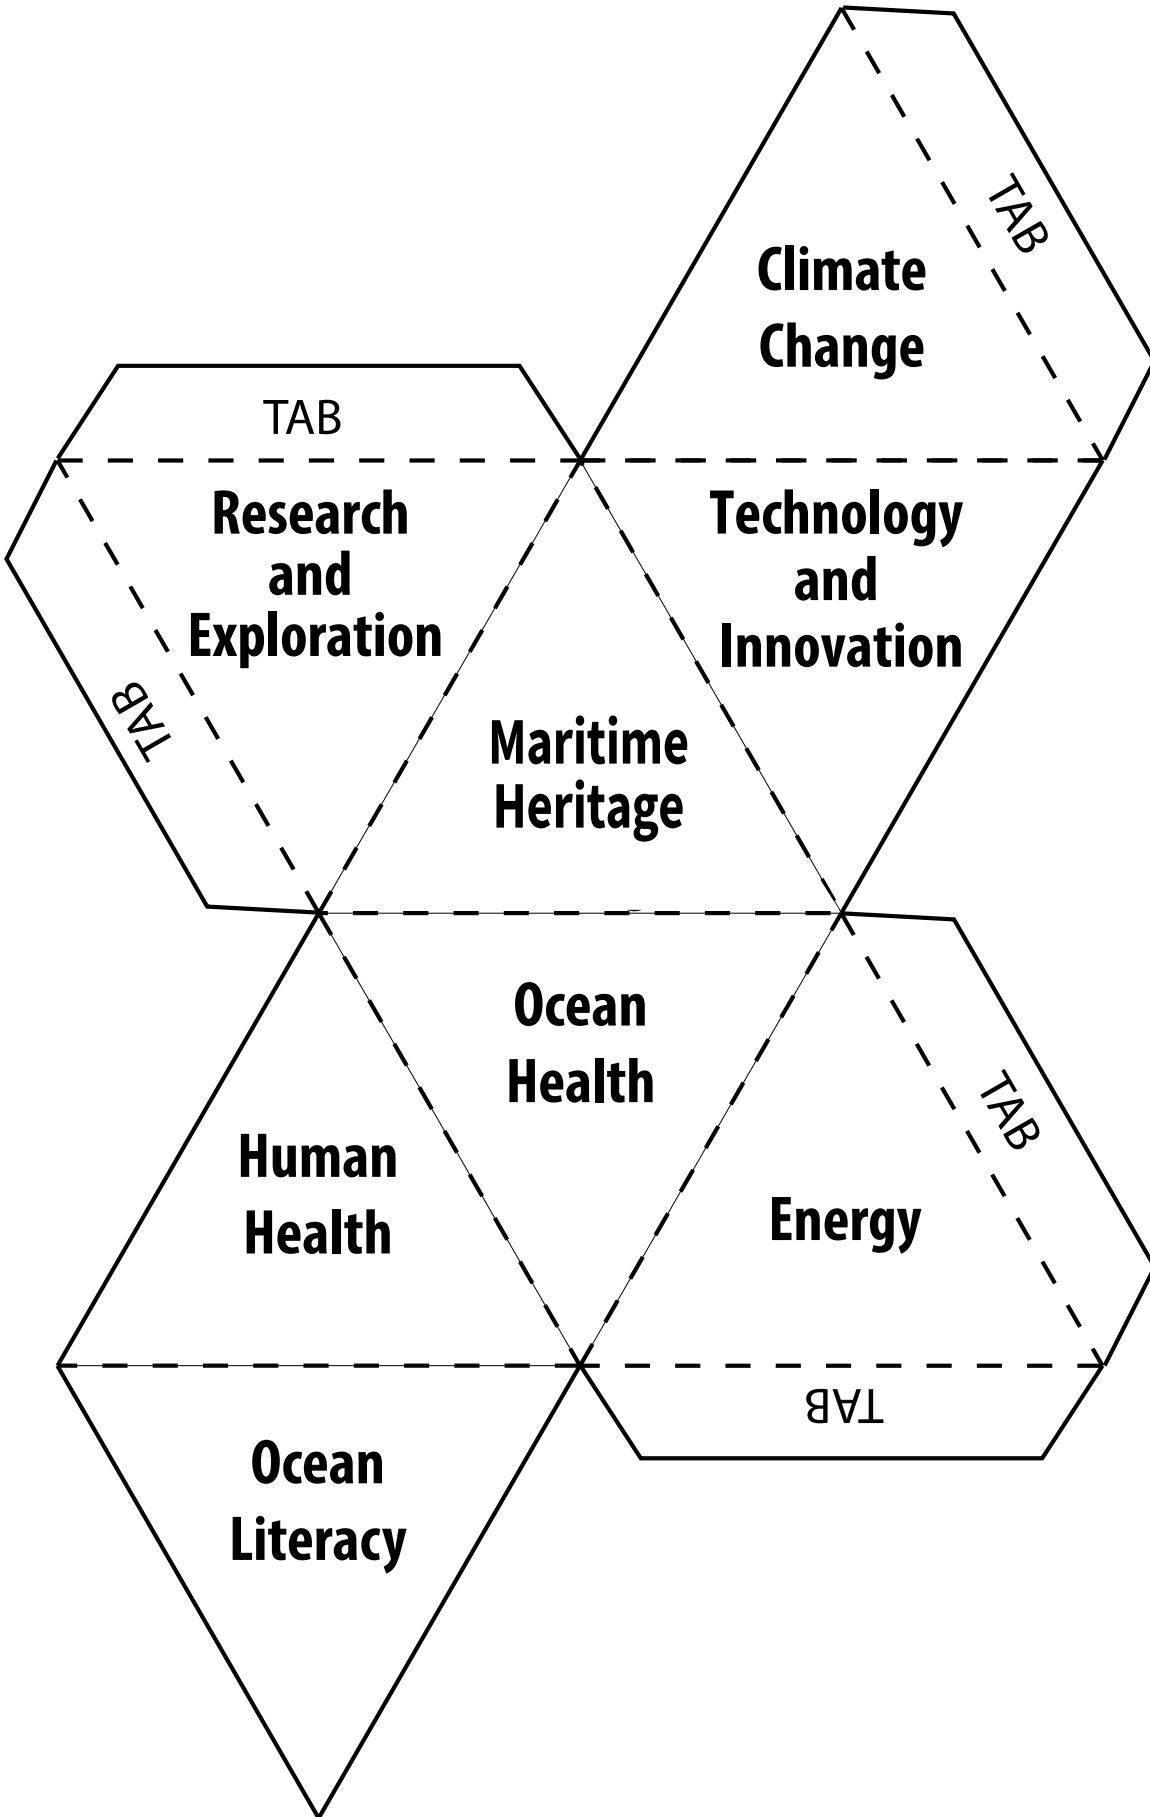 TAB
Climate
Change
TAB
Research
and
Exploration
Technology
and
Innovation
TAB
Maritime
Heritage
Ocean
Health
TAB
Human
Health
Energy
TAB
Ocean
Literacy